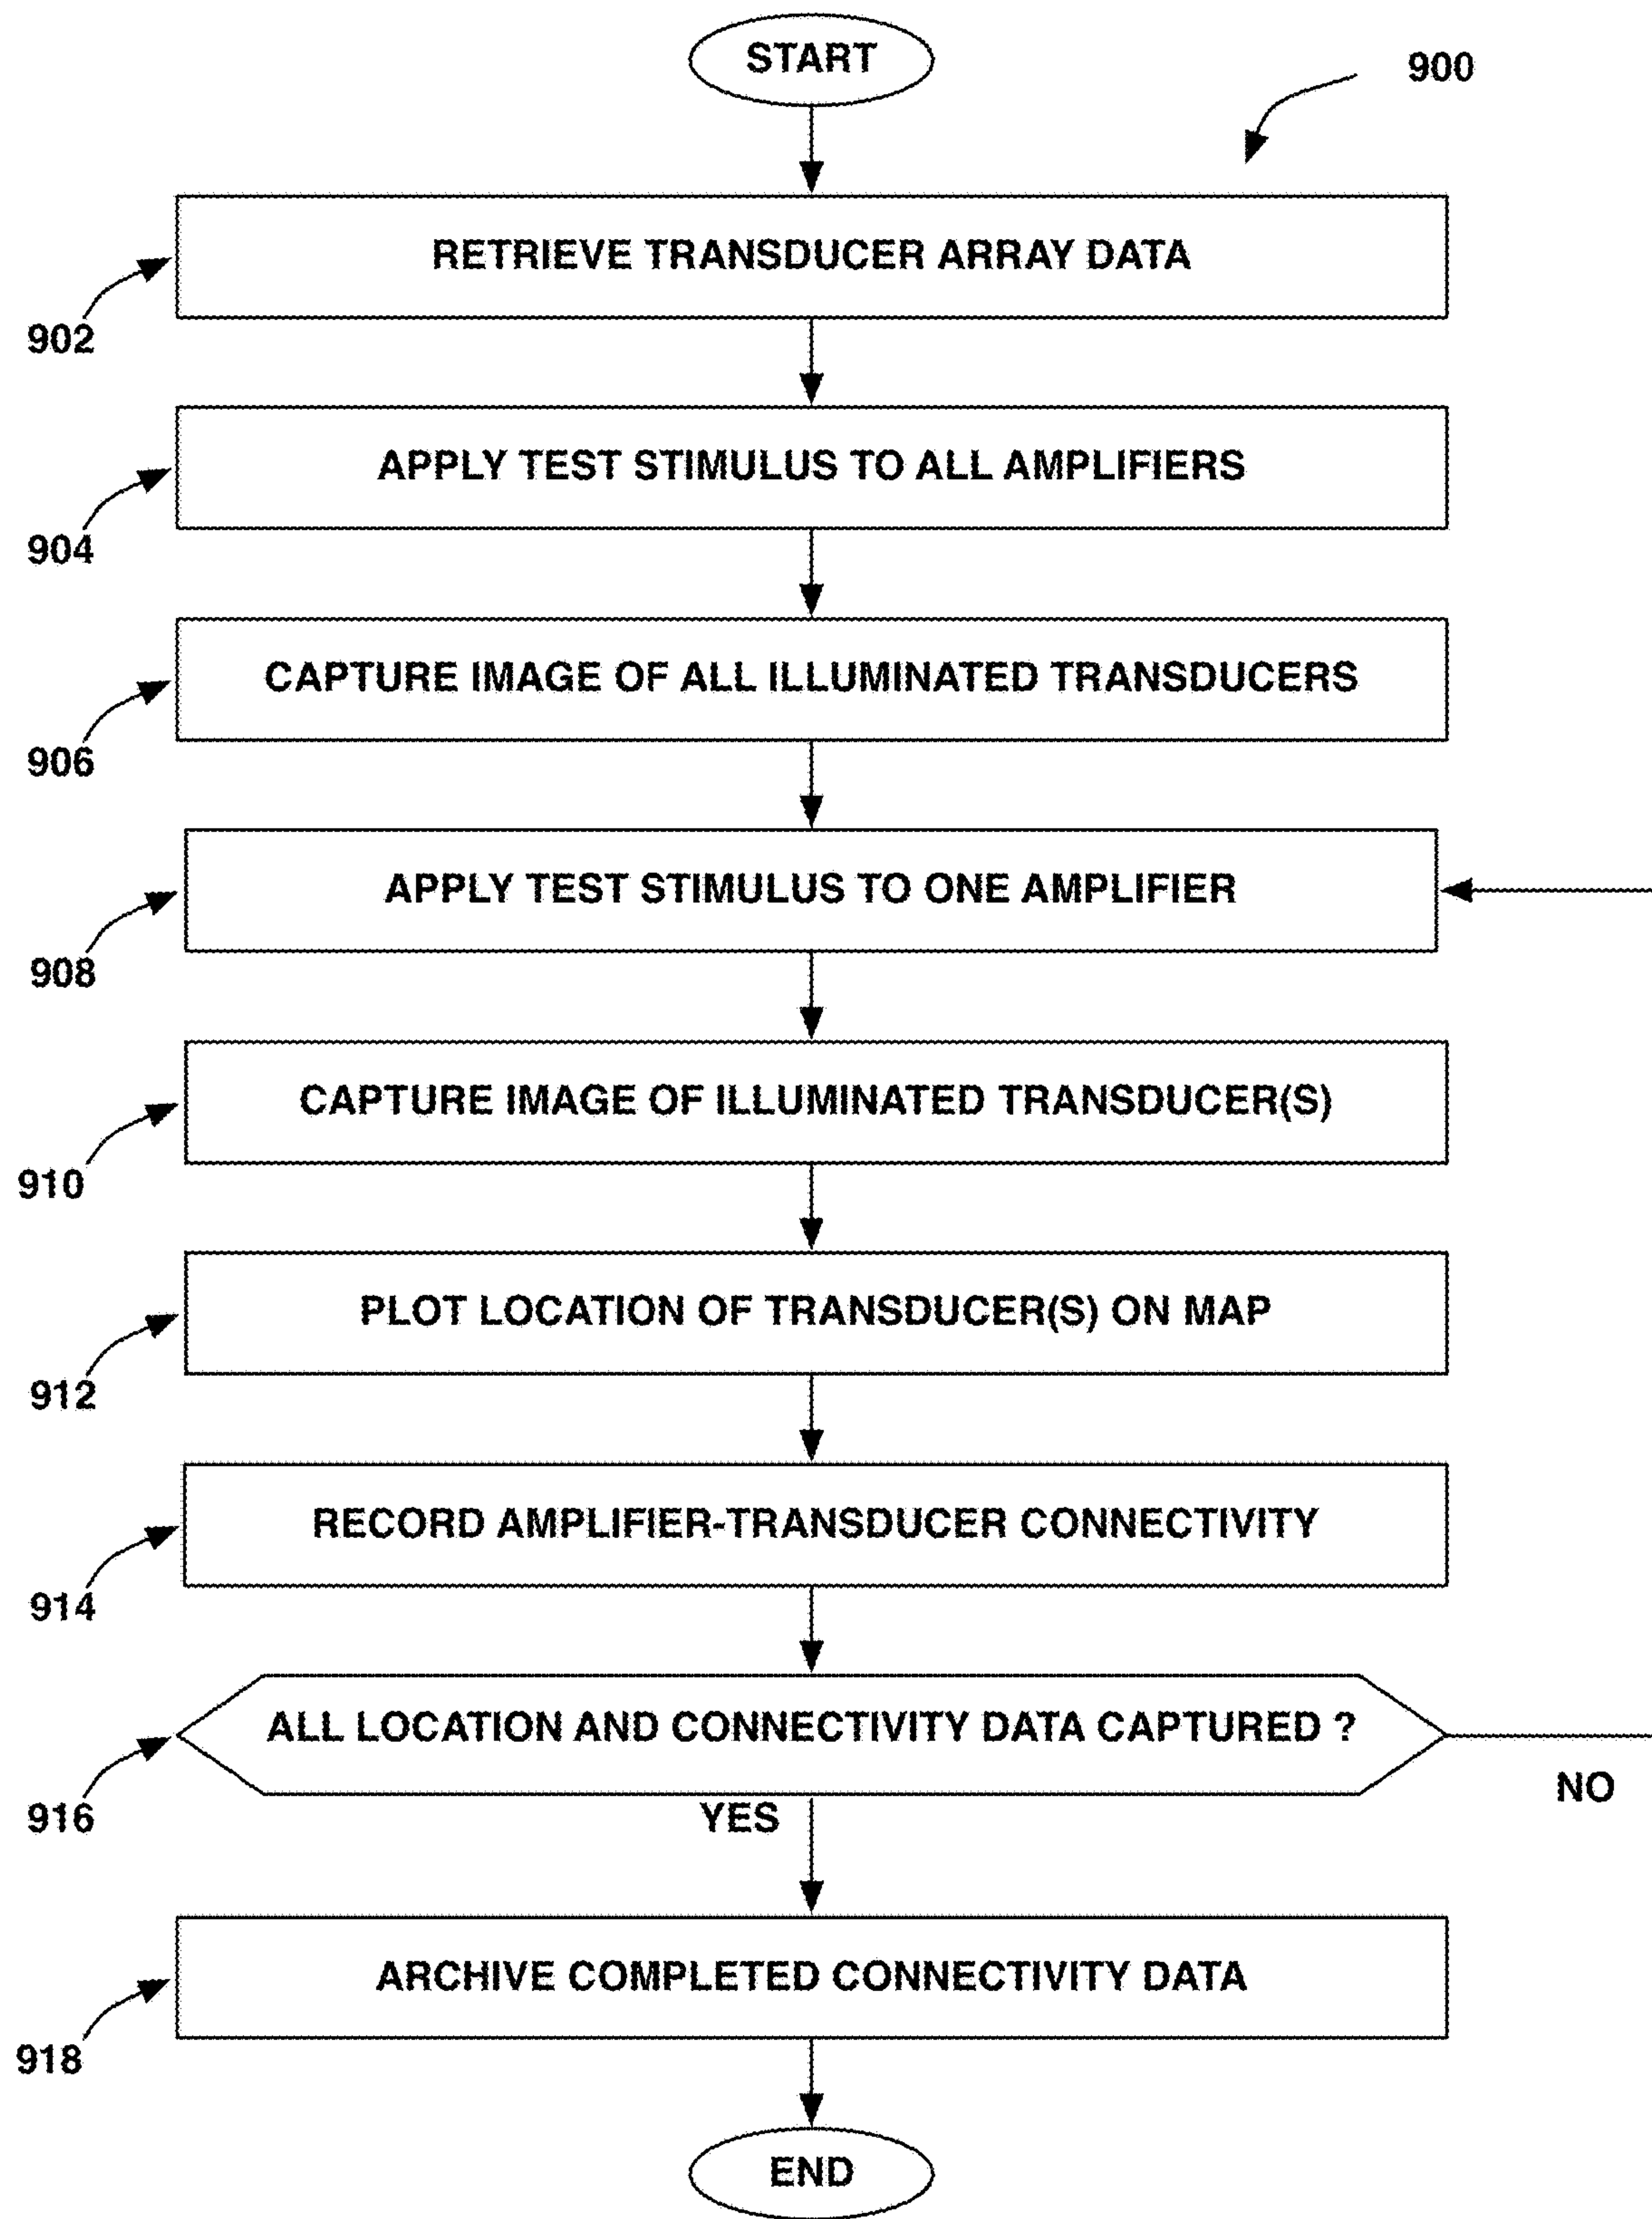 START
900
RETRIEVE TRANSDUCER ARRAY DATA
902
APPLY TEST STIMULUS TO ALL AMPLIFIERS
904
CAPTURE IMAGE OF ALL ILLUMINATED TRANSDUCERS
906
APPLY TEST STIMULUS TO ONE AMPLIFIER
908
CAPTURE IMAGE OF ILLUMINATED TRANSDUCER(S)
910
PLOT LOCATION OF TRANSDUCER(S) ON MAP
912
RECORD AMPLIFIER-TRANSDUCER CONNECTIVITY
914
ALL LOCATION AND CONNECTIVITY DATA CAPTURED ?
916
NO
YES
ARCHIVE COMPLETED CONNECTIVITY DATA
918
END